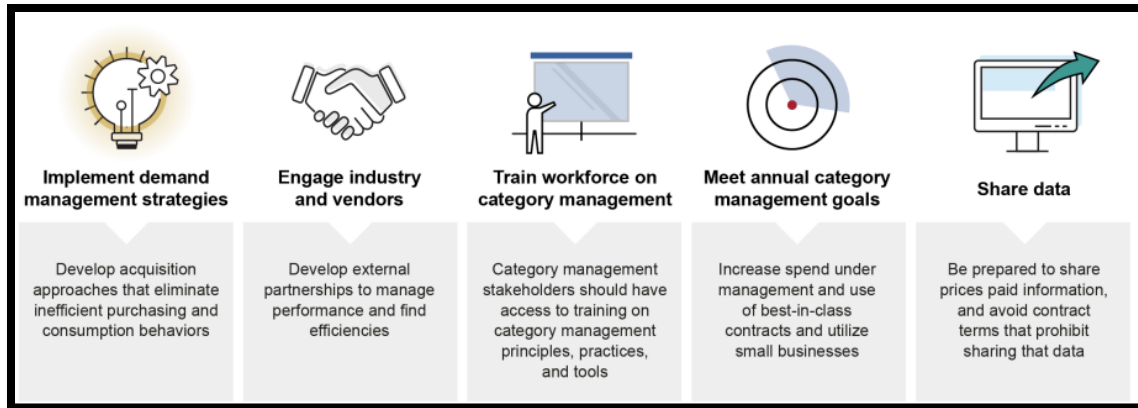 Implement demand
management strategies
Develop acquisition
approaches that eliminate
inefficient purchasing and
consumption behaviors
Engage industry
and vendors
Develop external
partnerships to manage
performance and find
efficiencies
Train workforce on
category management
Category management
stakeholders should have
access to training on
category management
principles, practices,
and tools
Meet annual category
management goals
Increase spend under
management and use
of best-in-class
contracts and utilize
small businesses
Share data
Be prepared to share
prices paid information,
and avoid contract
terms that prohibit
sharing that data